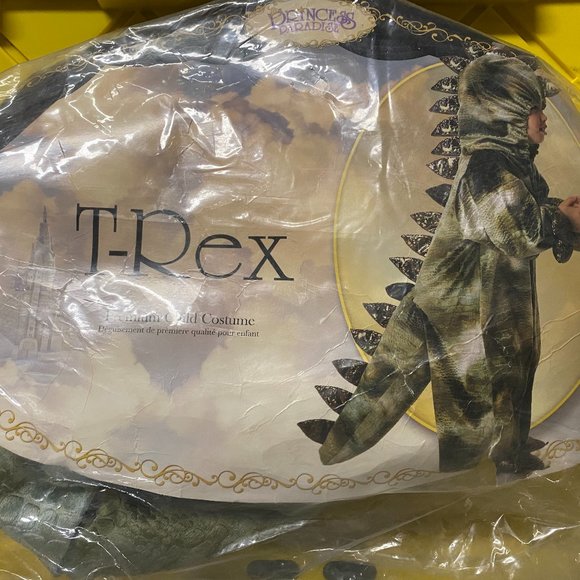 PRINCESS
PARADISE
T-Rex
Premium Child Costume
Déguisement de première qualité pour enfant